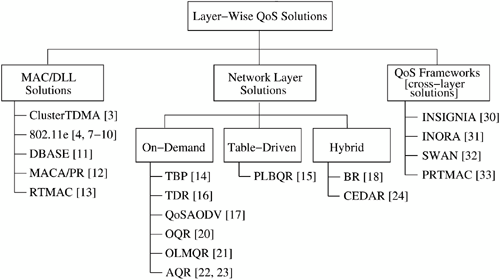 Layer-Wise QoS Solutions
MAC/DLL
Solutions
ClusterTDMA [3]
802.11e [4, 7-10]
DBASE [11]
MACA/PR [12]
RTMAC [13]
Network Layer
Solutions
On-Demand
TBP [14]
TDR [16]
QoSAODV [17]
OQR [20]
OLMQR [21]
AQR [22, 23]
Table-Driven
PLBQR [15]
Hybrid
BR [18]
CEDAR [24]
QoS Frameworks
[cross-layer
solutions]
INSIGNIA [30]
INORA [31]
SWAN [32]
PRTMAC [33]